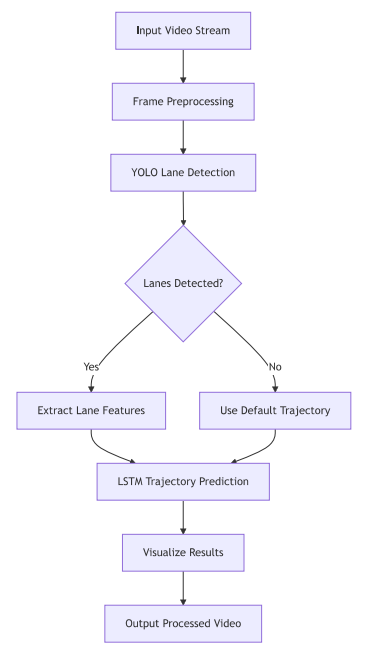 Input Video Stream
Frame Preprocessing
YOLO Lane Detection
Lanes Detected?
Yes
No
Extract Lane Features
Use Default Trajectory
LSTM Trajectory Prediction
Visualize Results
Output Processed Video